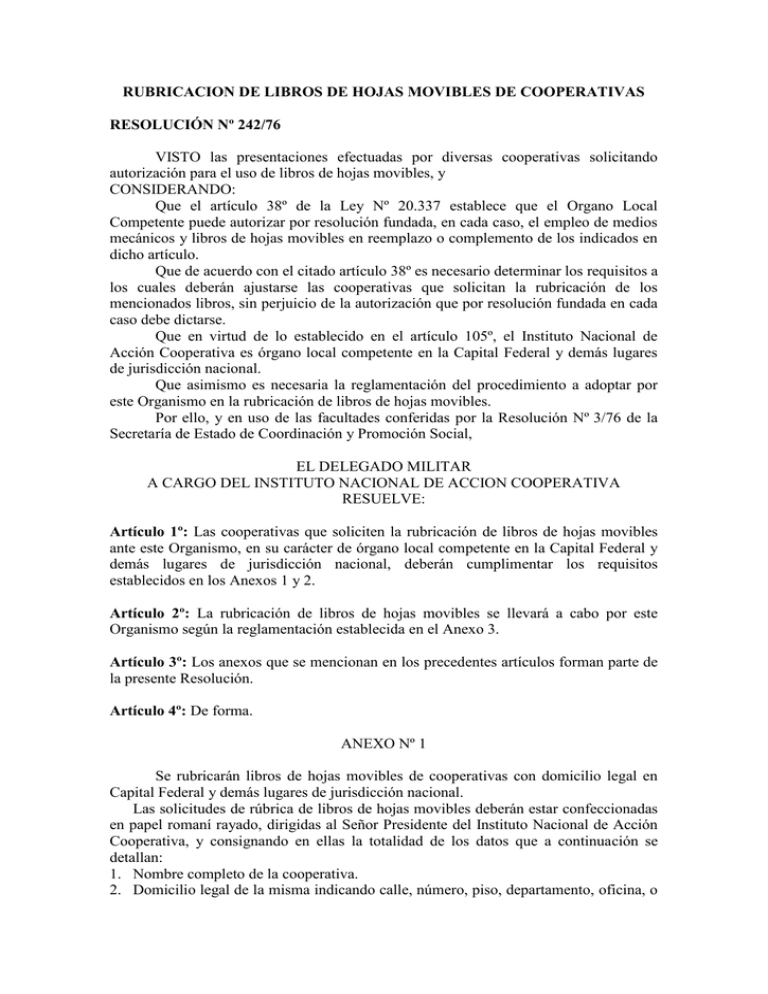 RUBRICACION DE LIBROS DE HOJAS MOVIBLES DE COOPERATIVAS
RESOLUCIÓN Nº 242/76
VISTO las presentaciones efectuadas por diversas cooperativas solicitando
autorización para el uso de libros de hojas movibles, y
CONSIDERANDO:
Que el artículo 38º de la Ley Nº 20.337 establece que el Organo Local
Competente puede autorizar por resolución fundada, en cada caso, el empleo de medios
mecánicos y libros de hojas movibles en reemplazo o complemento de los indicados en
dicho artículo.
Que de acuerdo con el citado artículo 38º es necesario determinar los requisitos a
los cuales deberán ajustarse las cooperativas que solicitan la rubricación de los
mencionados libros, sin perjuicio de la autorización que por resolución fundada en cada
caso debe dictarse.
Que en virtud de lo establecido en el artículo 105º, el Instituto Nacional de
Acción Cooperativa es órgano local competente en la Capital Federal y demás lugares
de jurisdicción nacional.
Que asimismo es necesaria la reglamentación del procedimiento a adoptar por
este Organismo en la rubricación de libros de hojas movibles.
Por ello, y en uso de las facultades conferidas por la Resolución Nº 3/76 de la
Secretaría de Estado de Coordinación y Promoción Social,
EL DELEGADO MILITAR
A CARGO DEL INSTITUTO NACIONAL DE ACCION COOPERATIVA
RESUELVE:
Artículo 1º: Las cooperativas que soliciten la rubricación de libros de hojas movibles
ante este Organismo, en su carácter de órgano local competente en la Capital Federal y
demás lugares de jurisdicción nacional, deberán cumplimentar los requisitos
establecidos en los Anexos 1 y 2.
Artículo 2º: La rubricación de libros de hojas movibles se llevará a cabo por este
Organismo según la reglamentación establecida en el Anexo 3.
Artículo 3º: Los anexos que se mencionan en los precedentes artículos forman parte de
la presente Resolución.
Artículo 4º: De forma.
ANEXO Nº 1
Se rubricarán libros de hojas movibles de cooperativas con domicilio legal en
Capital Federal y demás lugares de jurisdicción nacional.
Las solicitudes de rúbrica de libros de hojas movibles deberán estar confeccionadas
en papel romaní rayado, dirigidas al Señor Presidente del Instituto Nacional de Acción
Cooperativa, y consignando en ellas la totalidad de los datos que a continuación se
detallan:
1. Nombre completo de la cooperativa.
2. Domicilio legal de la misma indicando calle, número, piso, departamento, oficina, o